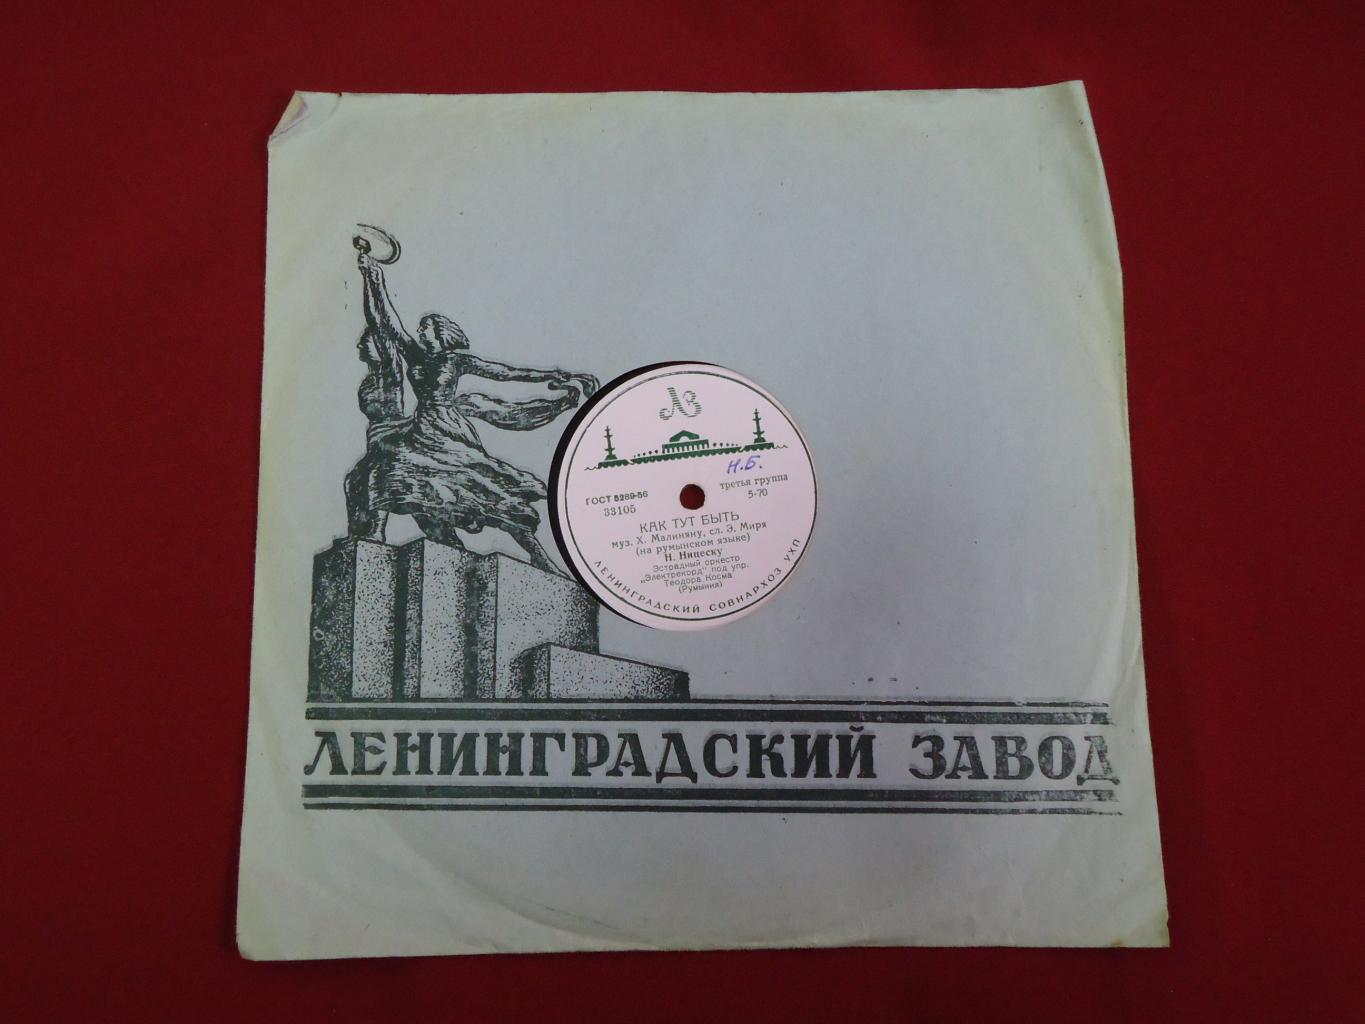 ЛЗ
Н.Б.
ГОСТ 5289-56
третья группа
33105
5-70
КАК ТУТ БЫТЬ
муз. Х. Малиняну, сл. Э. Миря
(на румынском языке)
Н. Ницеску
Эстрадный оркестр
„Электрекорд" под упр.
Теодора Косма
(Румыния)
ЛЕНИНГРАДСКИЙ СОВНАРХОЗ УХП
ЛЕНИНГРАДСКИЙ ЗАВОД